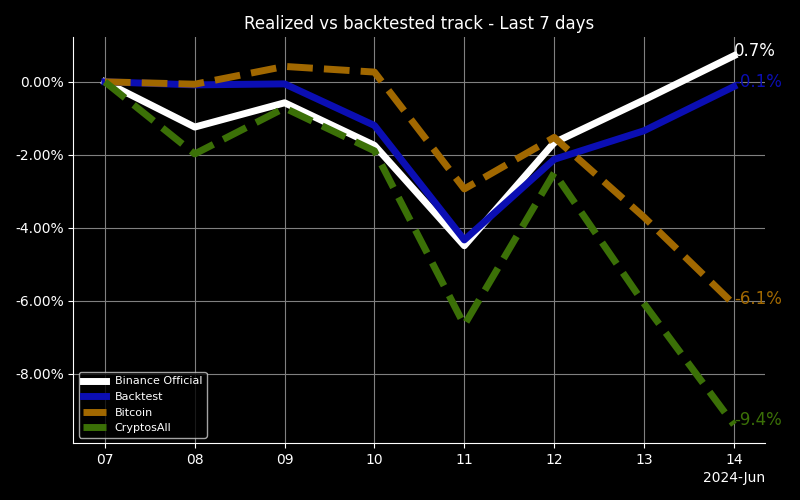 Realized vs backtested track - Last 7 days
0.7%
0.00%
-0.1%
-2.00%
-4.00%
-6.00%
-6.1%
-8.00%
-9.4%
Binance Official
Backtest
Bitcoin
CryptosAll
07 08 09 10 11 12 13 14
2024-Jun